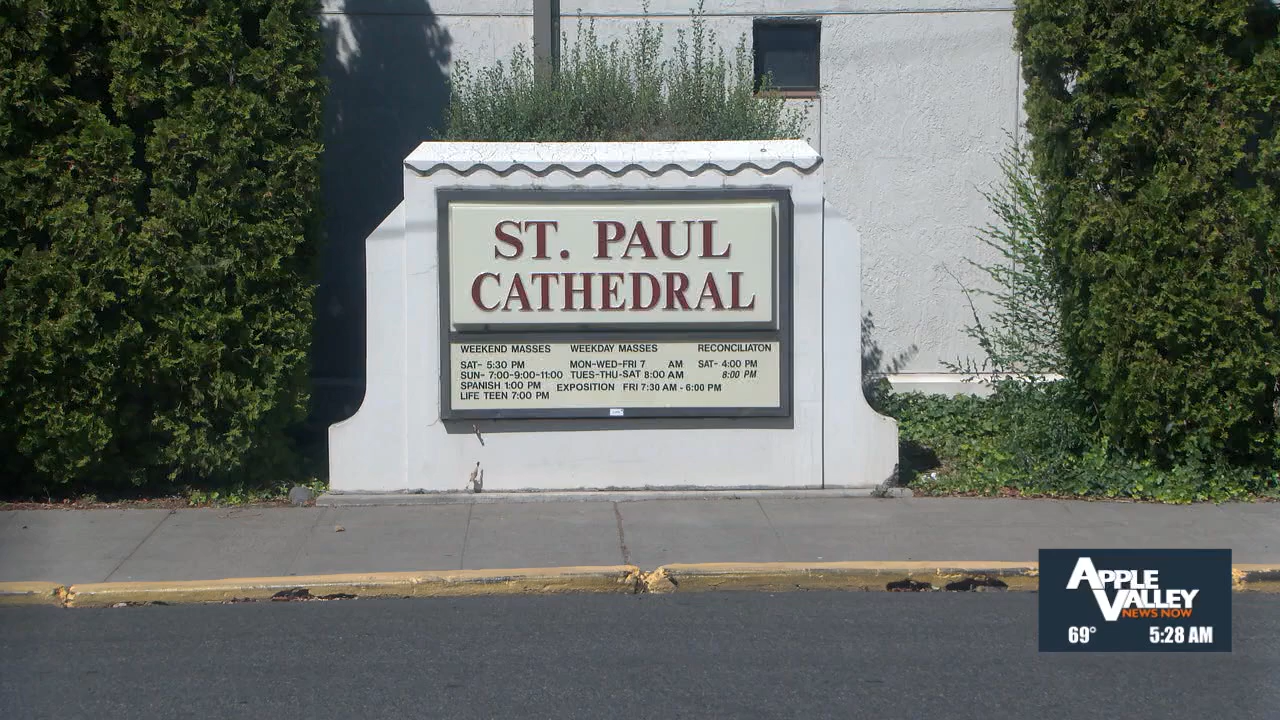 ST. PAUL
CATHEDRAL
WEEKEND MASSES WEEKDAY MASSES RECONCILIATON
SAT- 5:30 PM MON-WED-FRI 7 AM SAT- 4:00 PM
SUN- 7:00-9:00-11:00 TUES-THU-SAT 8:00 AM 8:00 PM
SPANISH 1:00 PM EXPOSITION FRI 7:30 AM - 6:00 PM
LIFE TEEN 7:00 PM
APPLE
VALLEY
NEWS NOW
69° 5:28 AM